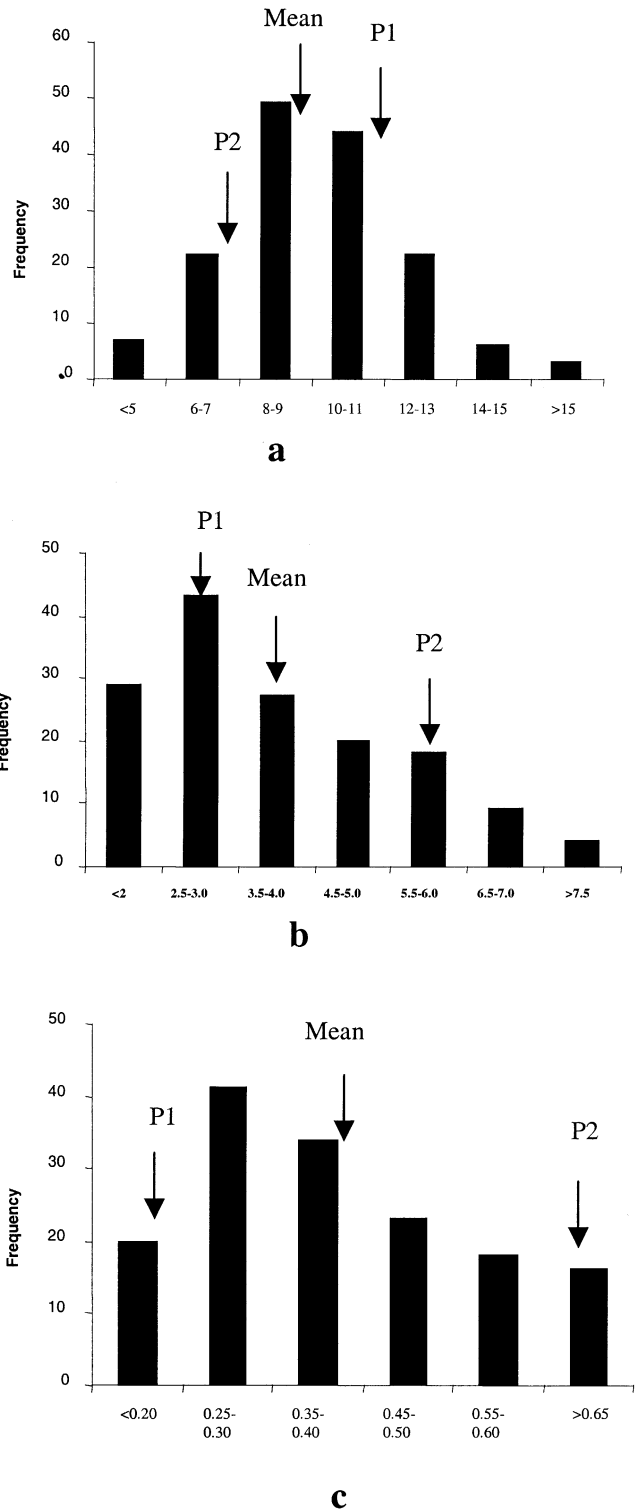 Mean
P1
P2
60
50
40
30
20
10
0
Frequency
<5 6-7 8-9 10-11 12-13 14-15 >15
a
P1
Mean
P2
50
40
30
20
10
0
Frequency
<2 2.5-3.0 3.5-4.0 4.5-5.0 5.5-6.0 6.5-7.0 >7.5
b
Mean
P1
P2
50
40
30
20
10
0
Frequency
<0.20 0.25- 0.35- 0.45- 0.55- >0.65
0.30 0.40 0.50 0.60
c